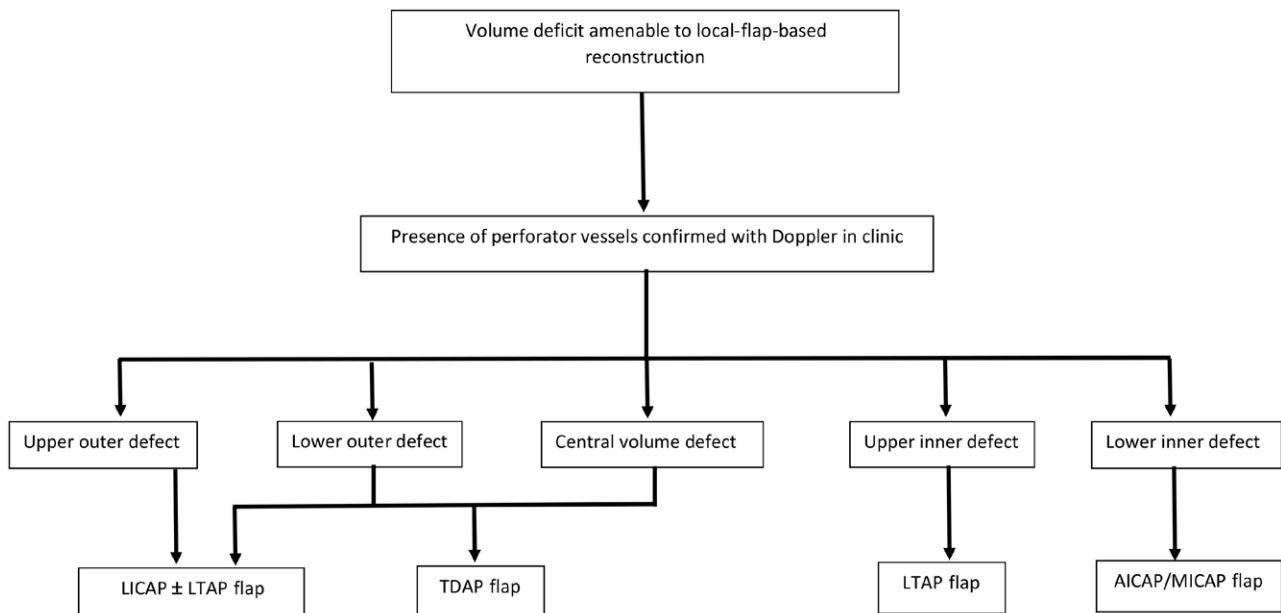 Volume deficit amenable to local-flap-based
reconstruction
Presence of perforator vessels confirmed with Doppler in clinic
Upper outer defect
Lower outer defect
Central volume defect
Upper inner defect
Lower inner defect
LICAP ± LTAP flap
TDAP flap
LTAP flap
AICAP/MICAP flap